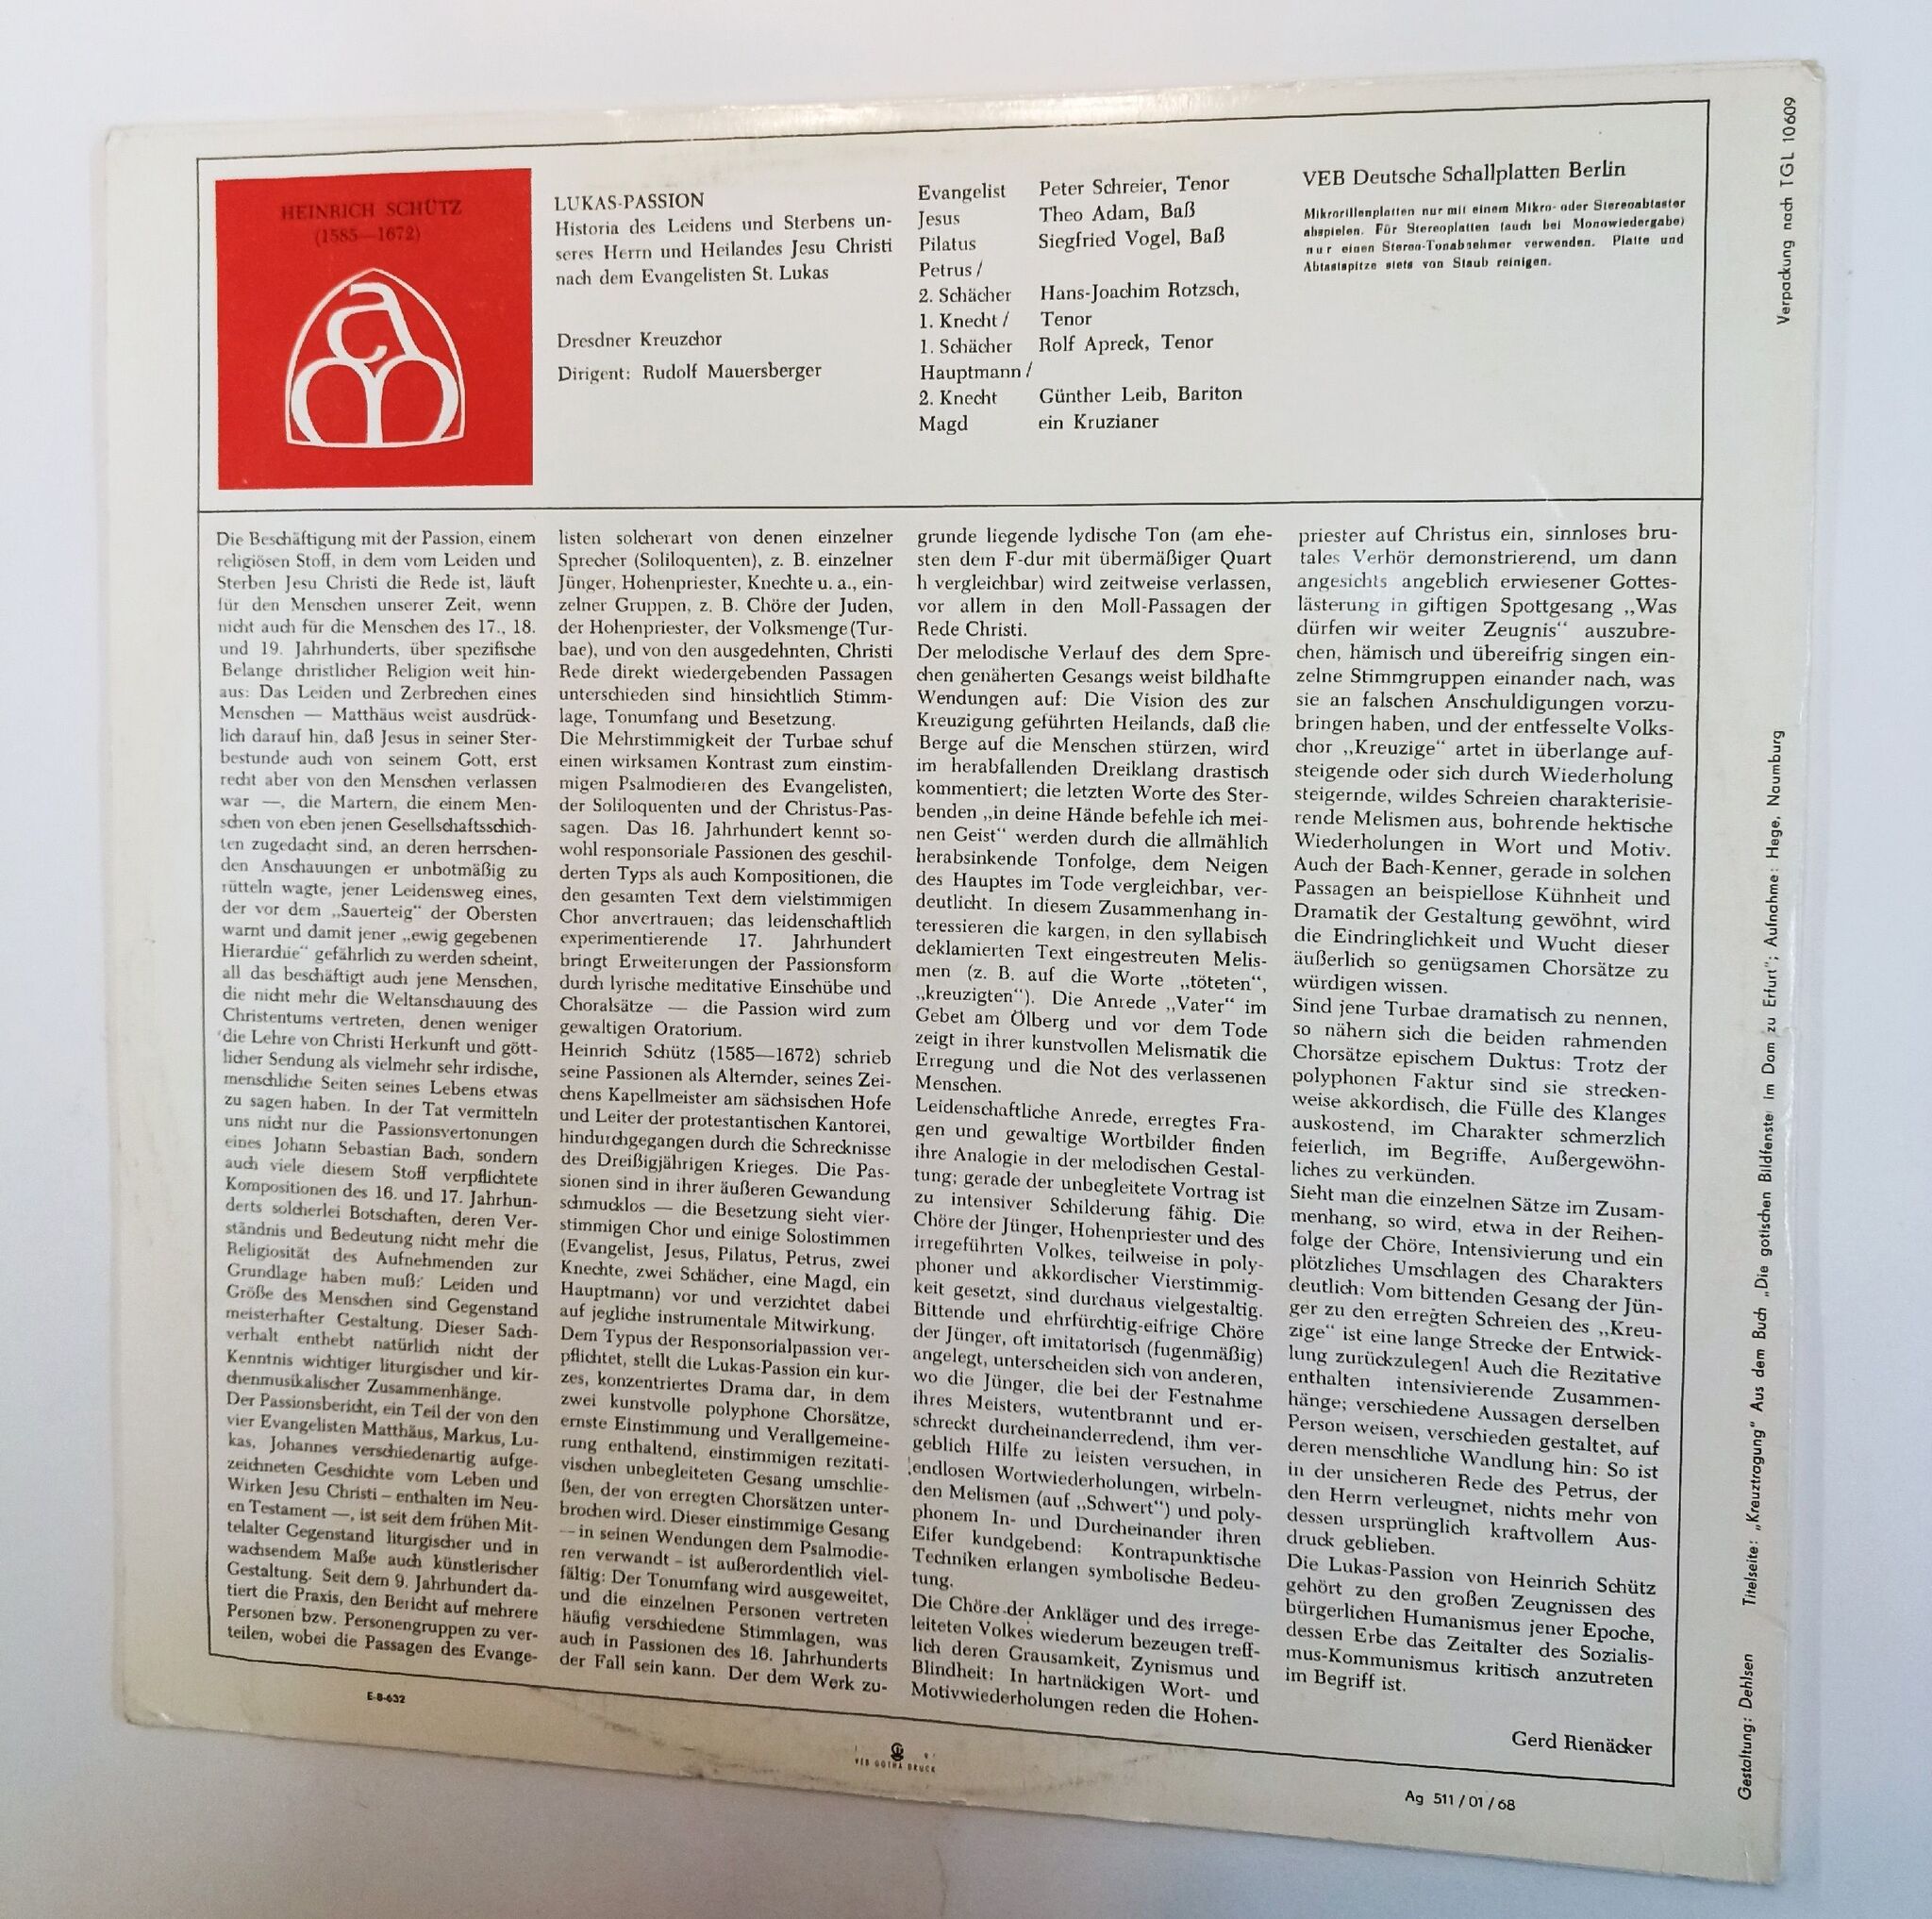 HEINRICH SCHÜTZ
(1585—1672)
LUKAS-PASSION
Historia des Leidens und Sterbens un-
seres Herrn und Heilandes Jesu Christi
nach dem Evangelisten St. Lukas
Dresdner Kreuzchor
Dirigent: Rudolf Mauersberger
Evangelist Peter Schreier, Tenor
Jesus Theo Adam, Baß
Pilatus Siegfried Vogel, Baß
Petrus /
2. Schächer Hans-Joachim Rotzsch,
1. Knecht / Tenor
1. Schächer Rolf Apreck, Tenor
Hauptmann /
2. Knecht Günther Leib, Bariton
Magd ein Kruzianer
VEB Deutsche Schallplatten Berlin
Mikrorillenplatten nur mit einem Mikro- oder Stereoabtaster
abspielen. Für Stereoplatten (auch bei Monowiedergabe)
nur einen Stereo-Tonabnehmer verwenden. Platte und
Abtastspitze stets von Staub reinigen.
Die Beschäftigung mit der Passion, einem
religiösen Stoff, in dem vom Leiden und
Sterben Jesu Christi die Rede ist, läuft
für den Menschen unserer Zeit, wenn
nicht auch für die Menschen des 17., 18.
und 19. Jahrhunderts, über spezifische
Belange christlicher Religion weit hin-
aus: Das Leiden und Zerbrechen eines
Menschen — Matthäus weist ausdrück-
lich darauf hin, daß Jesus in seiner Ster-
bestunde auch von seinem Gott, erst
recht aber von den Menschen verlassen
war —, die Martern, die einem Men-
schen von eben jenen Gesellschaftsschich-
ten zugedacht sind, an deren herrschen-
den Anschauungen er unbotmäßig zu
rütteln wagte, jener Leidensweg eines,
der vor dem „Sauerteig“ der Obersten
warnt und damit jener „ewig gegebenen
Hierarchie“ gefährlich zu werden scheint,
all das beschäftigt auch jene Menschen,
die nicht mehr die Weltanschauung des
Christentums vertreten, denen weniger
die Lehre von Christi Herkunft und gött-
licher Sendung als vielmehr sehr irdische,
menschliche Seiten seines Lebens etwas
zu sagen haben. In der Tat vermitteln
uns nicht nur die Passionsvertonungen
eines Johann Sebastian Bach, sondern
auch viele diesem Stoff verpflichtete
Kompositionen des 16. und 17. Jahrhun-
derts solcherlei Botschaften, deren Ver-
ständnis und Bedeutung nicht mehr die
Religiosität des Aufnehmenden zur
Grundlage haben muß: Leiden und
Größe des Menschen sind Gegenstand
meisterhafter Gestaltung. Dieser Sach-
verhalt enthebt natürlich nicht der
Kenntnis wichtiger liturgischer und kir-
chenmusikalischer Zusammenhänge.
Der Passionsbericht, ein Teil der von den
vier Evangelisten Matthäus, Markus, Lu-
kas, Johannes verschiedenartig aufge-
zeichneten Geschichte vom Leben und
Wirken Jesu Christi – enthalten im Neu-
en Testament —, ist seit dem frühen Mit-
telalter Gegenstand liturgischer und in
wachsendem Maße auch künstlerischer
Gestaltung. Seit dem 9. Jahrhundert da-
tiert die Praxis, den Bericht auf mehrere
Personen bzw. Personengruppen zu ver-
teilen, wobei die Passagen des Evange-
listen solcherart von denen einzelner
Sprecher (Soliloquenten), z. B. einzelner
Jünger, Hohenpriester, Knechte u. a., ein-
zelner Gruppen, z. B. Chöre der Juden,
der Hohenpriester, der Volksmenge (Tur-
bae), und von den ausgedehnten, Christi
Rede direkt wiedergebenden Passagen
unterschieden sind hinsichtlich Stimm-
lage, Tonumfang und Besetzung.
Die Mehrstimmigkeit der Turbae schuf
einen wirksamen Kontrast zum einstim-
migen Psalmodieren des Evangelisten,
der Soliloquenten und der Christus-Pas-
sagen. Das 16. Jahrhundert kennt so-
wohl responsoriale Passionen des geschil-
derten Typs als auch Kompositionen, die
den gesamten Text dem vielstimmigen
Chor anvertrauen; das leidenschaftlich
experimentierende 17. Jahrhundert
bringt Erweiterungen der Passionsform
durch lyrische meditative Einschübe und
Choralsätze — die Passion wird zum
gewaltigen Oratorium.
Heinrich Schütz (1585—1672) schrieb
seine Passionen als Alternder, seines Zei-
chens Kapellmeister am sächsischen Hofe
und Leiter der protestantischen Kantorei,
hindurchgegangen durch die Schrecknisse
des Dreißigjährigen Krieges. Die Pas-
sionen sind in ihrer äußeren Gewandung
schmucklos — die Besetzung sieht vier-
stimmigen Chor und einige Solostimmen
(Evangelist, Jesus, Pilatus, Petrus, zwei
Knechte, zwei Schächer, eine Magd, ein
Hauptmann) vor und verzichtet dabei
auf jegliche instrumentale Mitwirkung.
Dem Typus der Responsorialpassion ver-
pflichtet, stellt die Lukas-Passion ein kur-
zes, konzentriertes Drama dar, in dem
zwei kunstvolle polyphone Chorsätze,
ernste Einstimmung und Verallgemeine-
rung enthaltend, einstimmigen rezitati-
vischen unbegleiteten Gesang umschlie-
ßen, der von erregten Chorsätzen unter-
brochen wird. Dieser einstimmige Gesang
— in seinen Wendungen dem Psalmodie-
ren verwandt – ist außerordentlich viel-
fältig: Der Tonumfang wird ausgeweitet,
und die einzelnen Personen vertreten
häufig verschiedene Stimmlagen, was
auch in Passionen des 16. Jahrhunderts
der Fall sein kann. Der dem Werk zu-
grunde liegende lydische Ton (am ehe-
sten dem F-dur mit übermäßiger Quart
h vergleichbar) wird zeitweise verlassen,
vor allem in den Moll-Passagen der
Rede Christi.
Der melodische Verlauf des dem Spre-
chen genäherten Gesangs weist bildhafte
Wendungen auf: Die Vision des zur
Kreuzigung geführten Heilands, daß die
Berge auf die Menschen stürzen, wird
im herabfallenden Dreiklang drastisch
kommentiert; die letzten Worte des Ster-
benden „in deine Hände befehle ich mei-
nen Geist“ werden durch die allmählich
herabsinkende Tonfolge, dem Neigen
des Hauptes im Tode vergleichbar, ver-
deutlicht. In diesem Zusammenhang in-
teressieren die kargen, in den syllabisch
deklamierten Text eingestreuten Melis-
men (z. B. auf die Worte „töteten“,
„kreuzigten“). Die Anrede „Vater“ im
Gebet am Ölberg und vor dem Tode
zeigt in ihrer kunstvollen Melismatik die
Erregung und die Not des verlassenen
Menschen.
Leidenschaftliche Anrede, erregtes Fra-
gen und gewaltige Wortbilder finden
ihre Analogie in der melodischen Gestal-
tung; gerade der unbegleitete Vortrag ist
zu intensiver Schilderung fähig. Die
Chöre der Jünger, Hohenpriester und des
irregeführten Volkes, teilweise in poly-
phoner und akkordischer Vierstimmig-
keit gesetzt, sind durchaus vielgestaltig.
Bittende und ehrfürchtig-eifrige Chöre
der Jünger, oft imitatorisch (fugenmäßig)
angelegt, unterscheiden sich von anderen,
wo die Jünger, die bei der Festnahme
ihres Meisters, wutentbrannt und er-
schreckt durcheinanderredend, ihm ver-
geblich Hilfe zu leisten versuchen, in
endlosen Wortwiederholungen, wirbeln-
den Melismen (auf „Schwert“) und poly-
phonem In- und Durcheinander ihren
Eifer kundgebend: Kontrapunktische
Techniken erlangen symbolische Bedeu-
tung.
Die Chöre der Ankläger und des irrege-
leiteten Volkes wiederum bezeugen treff-
lich deren Grausamkeit, Zynismus und
Blindheit: In hartnäckigen Wort- und
Motivwiederholungen reden die Hohen-
priester auf Christus ein, sinnloses bru-
tales Verhör demonstrierend, um dann
angesichts angeblich erwiesener Gottes-
lästerung in giftigen Spottgesang „Was
dürfen wir weiter Zeugnis“ auszubre-
chen, hämisch und übereifrig singen ein-
zelne Stimmgruppen einander nach, was
sie an falschen Anschuldigungen vorzu-
bringen haben, und der entfesselte Volks-
chor „Kreuzige“ artet in überlange auf-
steigende oder sich durch Wiederholung
steigernde, wildes Schreien charakterisie-
rende Melismen aus, bohrende hektische
Wiederholungen in Wort und Motiv.
Auch der Bach-Kenner, gerade in solchen
Passagen an beispiellose Kühnheit und
Dramatik der Gestaltung gewöhnt, wird
die Eindringlichkeit und Wucht dieser
äußerlich so genügsamen Chorsätze zu
würdigen wissen.
Sind jene Turbae dramatisch zu nennen,
so nähern sich die beiden rahmenden
Chorsätze epischem Duktus: Trotz der
polyphonen Faktur sind sie strecken-
weise akkordisch, die Fülle des Klanges
auskostend, im Charakter schmerzlich
feierlich, im Begriffe, Außergewöhn-
liches zu verkünden.
Sieht man die einzelnen Sätze im Zusam-
menhang, so wird, etwa in der Reihen-
folge der Chöre, Intensivierung und ein
plötzliches Umschlagen des Charakters
deutlich: Vom bittenden Gesang der Jün-
ger zu den erregten Schreien des „Kreu-
zige“ ist eine lange Strecke der Entwick-
lung zurückzulegen! Auch die Rezitative
enthalten intensivierende Zusammen-
hänge; verschiedene Aussagen derselben
Person weisen, verschieden gestaltet, auf
deren menschliche Wandlung hin: So ist
in der unsicheren Rede des Petrus, der
den Herrn verleugnet, nichts mehr von
dessen ursprünglich kraftvollem Aus-
druck geblieben.
Die Lukas-Passion von Heinrich Schütz
gehört zu den großen Zeugnissen des
bürgerlichen Humanismus jener Epoche,
dessen Erbe das Zeitalter des Sozialis-
mus-Kommunismus kritisch anzutreten
im Begriff ist.
Gerd Rienäcker
E-8-632
VEB GOTHA DRUCK
Ag 511/01/68
Gestaltung: Dehlsen Titelseite: „Kreuztragung“ Aus dem Buch „Die gotischen Bildfenster im Dom zu Erfurt“; Aufnahme: Hege, Naumburg
Verpackung nach TGL 10609